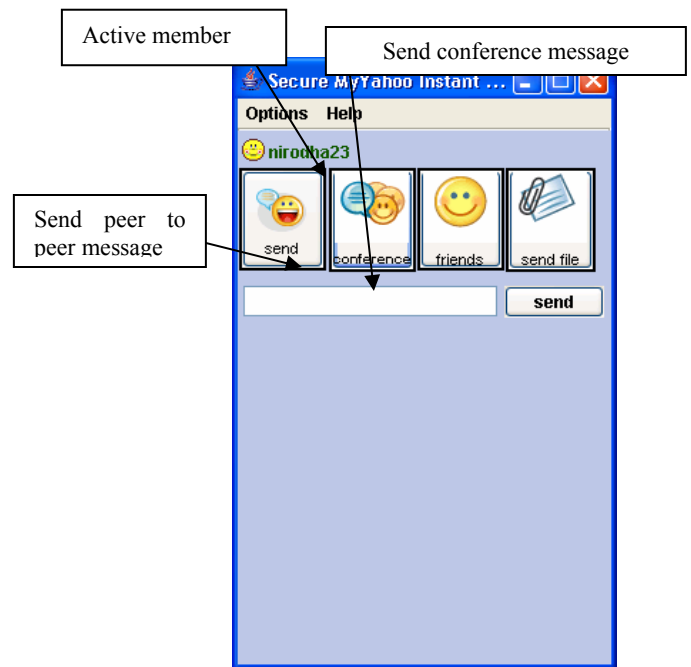 Active member
Send conference message
Secure MyYahoo Instant ...
Options Help
nirodha23
Send peer to
peer message
send conference friends send file
send